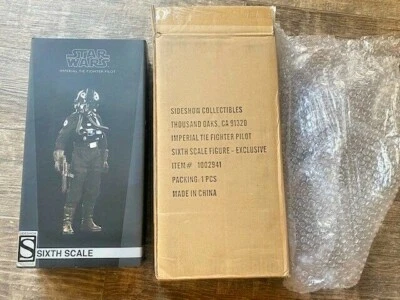 STAR
WARS
IMPERIAL TIE FIGHTER PILOT
S
SIXTH SCALE
SIDESHOW COLLECTIBLES
THOUSAND OAKS, CA 91320
IMPERIAL TIE FIGHTER PILOT
SIXTH SCALE FIGURE - EXCLUSIVE
ITEM# 1002941
PACKING: 1 PCS
MADE IN CHINA